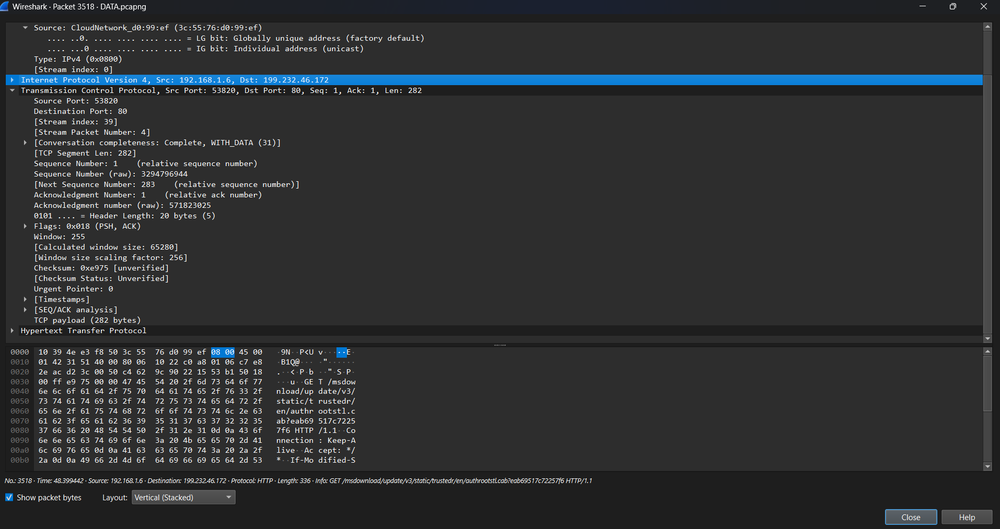 Wireshark · Packet 3518 · DATA.pcapng
Source: CloudNetwork_d0:99:ef (3c:55:76:d0:99:ef)
.... ..0. .... .... .... .... = LG bit: Globally unique address (factory default)
.... ...0 .... .... .... .... = IG bit: Individual address (unicast)
Type: IPv4 (0x0800)
[Stream index: 0]
Internet Protocol Version 4, Src: 192.168.1.6, Dst: 199.232.46.172
Transmission Control Protocol, Src Port: 53820, Dst Port: 80, Seq: 1, Ack: 1, Len: 282
Source Port: 53820
Destination Port: 80
[Stream index: 39]
[Stream Packet Number: 4]
[Conversation completeness: Complete, WITH_DATA (31)]
[TCP Segment Len: 282]
Sequence Number: 1    (relative sequence number)
Sequence Number (raw): 3294796944
[Next Sequence Number: 283    (relative sequence number)]
Acknowledgment Number: 1    (relative ack number)
Acknowledgment number (raw): 571823025
0101 .... = Header Length: 20 bytes (5)
Flags: 0x018 (PSH, ACK)
Window: 255
[Calculated window size: 65280]
[Window size scaling factor: 256]
Checksum: 0xe975 [unverified]
[Checksum Status: Unverified]
Urgent Pointer: 0
[Timestamps]
[SEQ/ACK analysis]
TCP payload (282 bytes)
Hypertext Transfer Protocol
0000 10 39 4e e3 f8 50 3c 55 76 d0 99 ef 08 00 45 00 ·9N··P<U v·····E·
0010 01 42 31 51 40 00 80 06 10 22 c0 a8 01 06 c7 e8 ·B1Q@··· ·"······
0020 2e ac d2 3c 00 50 c4 62 9c 90 22 15 53 b1 50 18 .··<·P·b ··"·S·P·
0030 00 ff e9 75 00 00 47 45 54 20 2f 6d 73 64 6f 77 ···u··GE T /msdow
0040 6e 6c 6f 61 64 2f 75 70 64 61 74 65 2f 76 33 2f nload/up date/v3/
0050 73 74 61 74 69 63 2f 74 72 75 73 74 65 64 72 2f static/t rustedr/
0060 65 6e 2f 61 75 74 68 72 6f 6f 74 73 74 6c 2e 63 en/authr ootstl.c
0070 61 62 3f 65 61 62 36 39 35 31 37 63 37 32 32 35 ab?eab69 517c7225
0080 37 66 36 20 48 54 54 50 2f 31 2e 31 0d 0a 43 6f 7f6 HTTP /1.1··Co
0090 6e 6e 65 63 74 69 6f 6e 3a 20 4b 65 65 70 2d 41 nnection : Keep-A
00a0 6c 69 76 65 0d 0a 41 63 63 65 70 74 3a 20 2a 2f live··Ac cept: */
00b0 2a 0d 0a 49 66 2d 4d 6f 64 69 66 69 65 64 2d 53 *··If-Mo dified-S
No.: 3518 · Time: 48.399442 · Source: 192.168.1.6 · Destination: 199.232.46.172 · Protocol: HTTP · Length: 336 · Info: GET /msdownload/update/v3/static/trustedr/en/authrootstl.cab?eab69517c72257f6 HTTP/1.1
Show packet bytes Layout: Vertical (Stacked)
Close Help